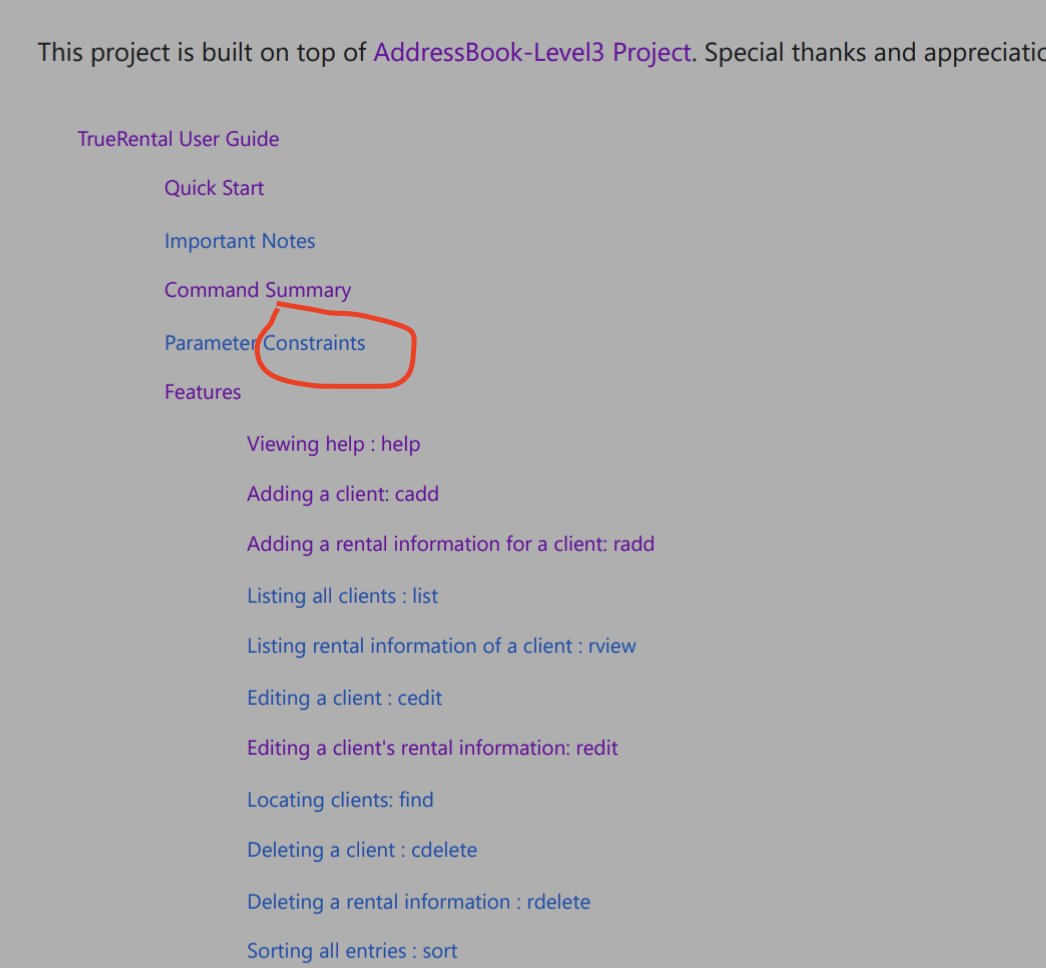 This project is built on top of AddressBook-Level3 Project. Special thanks and appreciatio
TrueRental User Guide
Quick Start
Important Notes
Command Summary
Parameter Constraints
Features
Viewing help : help
Adding a client: cadd
Adding a rental information for a client: radd
Listing all clients : list
Listing rental information of a client : rview
Editing a client : cedit
Editing a client's rental information: redit
Locating clients: find
Deleting a client : cdelete
Deleting a rental information : rdelete
Sorting all entries : sort